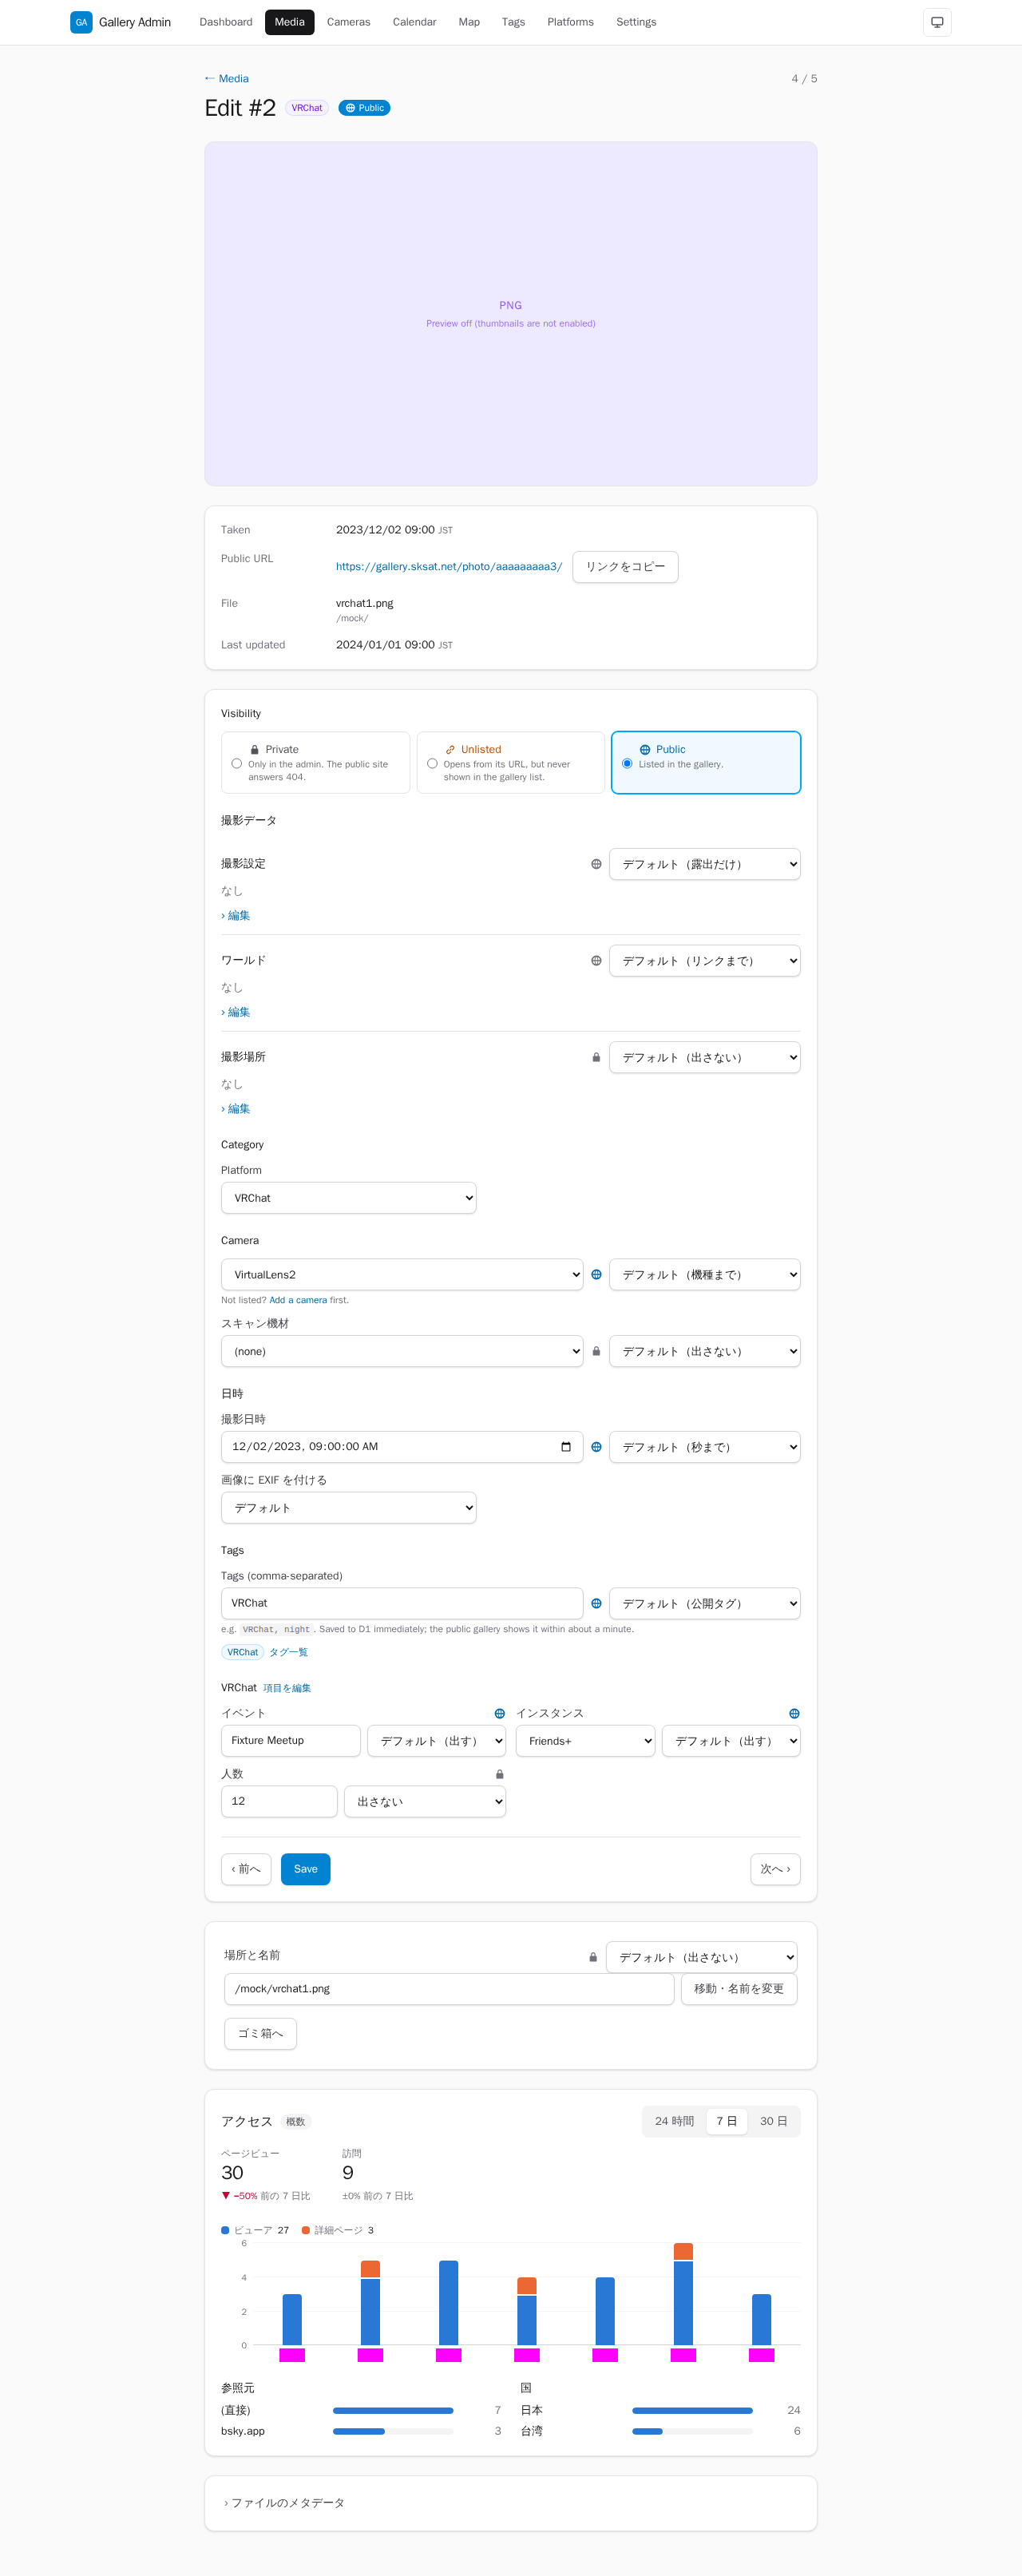 GA Gallery Admin Dashboard Media Cameras Calendar Map Tags Platforms Settings
← Media 4 / 5
Edit #2 VRChat Public
PNG
Preview off (thumbnails are not enabled)
Taken 2023/12/02 09:00 JST
Public URL https://gallery.sksat.net/photo/aaaaaaaaa3/ リンクをコピー
File vrchat1.png
/mock/
Last updated 2024/01/01 09:00 JST
Visibility
Private
Only in the admin. The public site
answers 404.
Unlisted
Opens from its URL, but never
shown in the gallery list.
Public
Listed in the gallery.
撮影データ
撮影設定 デフォルト（露出だけ）
なし
› 編集
ワールド デフォルト（リンクまで）
なし
› 編集
撮影場所 デフォルト（出さない）
なし
› 編集
Category
Platform
VRChat
Camera
VirtualLens2 デフォルト（機種まで）
Not listed? Add a camera first.
スキャン機材
(none) デフォルト（出さない）
日時
撮影日時
12/02/2023, 09:00:00 AM デフォルト（秒まで）
画像に EXIF を付ける
デフォルト
Tags
Tags (comma-separated)
VRChat デフォルト（公開タグ）
e.g. VRChat, night. Saved to D1 immediately; the public gallery shows it within about a minute.
VRChat タグ一覧
VRChat 項目を編集
イベント インスタンス
Fixture Meetup デフォルト（出す） Friends+ デフォルト（出す）
人数
12 出さない
‹ 前へ Save 次へ ›
場所と名前 デフォルト（出さない）
/mock/vrchat1.png 移動・名前を変更
ゴミ箱へ
アクセス 概数 24 時間 7 日 30 日
ページビュー 訪問
30 9
▼ −50% 前の 7 日比 ±0% 前の 7 日比
ビューア 27 詳細ページ 3
6
4
2
0
参照元 国
(直接) 7 日本 24
bsky.app 3 台湾 6
› ファイルのメタデータ